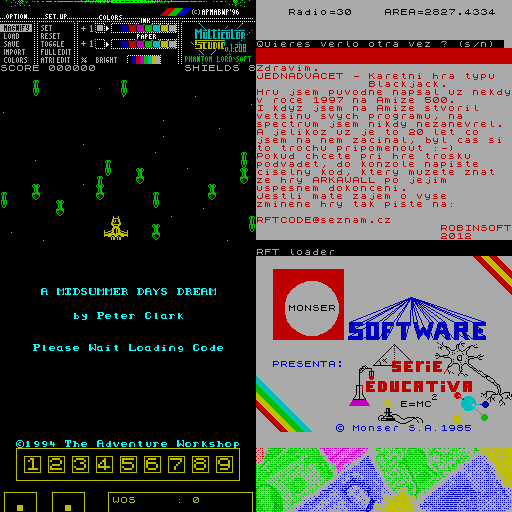 OPTION SET.UP COLORS (C)APMABWP'96
MAGNIFY SET INK
LOAD RESET PAPER
SAVE TOGGLE Multicolor
IMPORT FULL EDIT Studio v1.20B
COLORS ATRI EDIT % BRIGHT PHANTOM LORD-SOFT
SCORE 000000 SHIELDS 8
A MIDSUMMER DAYS DREAM
by Peter Clark
Please Wait Loading Code
©1994 The Adventure Workshop
1 2 3 4 5 6 7 8 9
WOS : 0
Radio=30 AREA=2827.4334
Quieres verlo otra vez ? (s/n)
Zdravim.
JEDNADVACET - Karetni hra typu
Blackjack.
Hru jsem puvodne napsal uz nekdy
v roce 1997 na Amize 500.
I kdyz jsem na Amize stvoril
vetsinu svych programu, na
spectrum jsem nikdy nezanevrel.
A jelikoz uz je to 20 let co
jsem na nem zacinal, byl cas si
to trochu pripomenout :-)
Pokud chcete pri hre trosku
podvadet, do konzole napiste
ciselny kod, ktery muzete znat
ze hry ARKAWALL po jejim
uspesnem dokonceni.
Jestli mate zajem o vyse
zminene hry tak piste na:
RFTCODE@seznam.cz
ROBINSOFT
2012
RFT loader
MONSER
SOFTWARE
PRESENTA:
SERIE
EDUCATIVA
E=MC2
© Monser S.A.1985